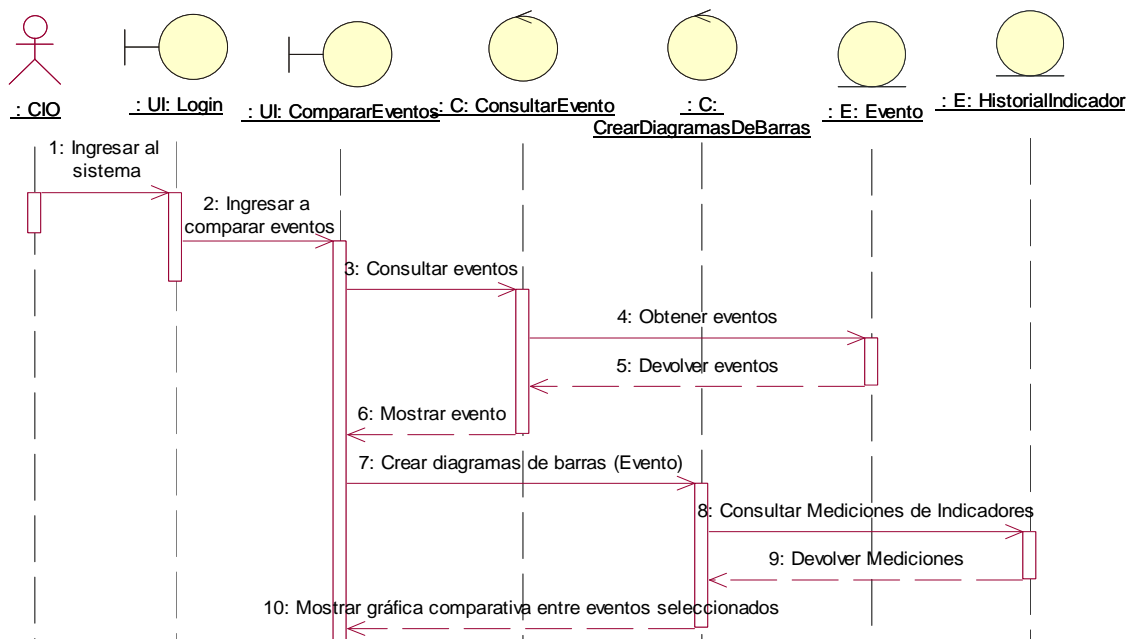 : CIO
: UI: Login
: UI: CompararEventos
: C: ConsultarEvento
: C:
CrearDiagramasDeBarras
: E: Evento
: E: HistorialIndicador
1: Ingresar al
sistema
2: Ingresar a
comparar eventos
3: Consultar eventos
4: Obtener eventos
5: Devolver eventos
6: Mostrar evento
7: Crear diagramas de barras (Evento)
8: Consultar Mediciones de Indicadores
9: Devolver Mediciones
10: Mostrar gráfica comparativa entre eventos seleccionados